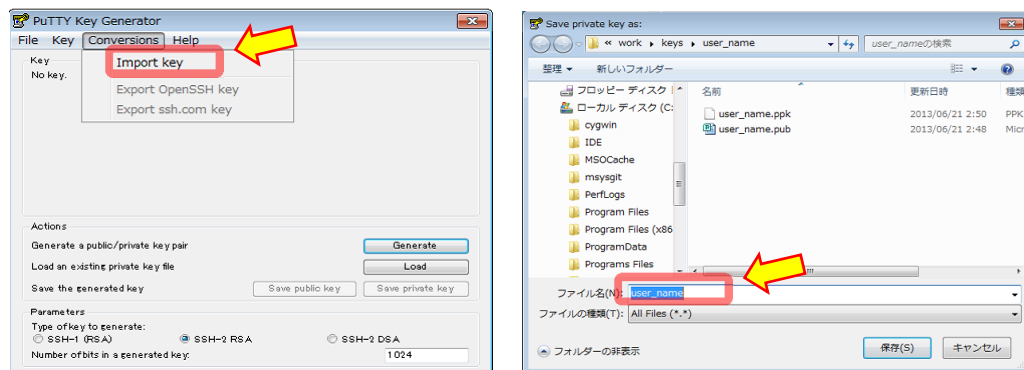 PuTTY Key Generator
File Key Conversions Help
Import key
Export OpenSSH key
Export ssh.com key
Key
No key.
Actions
Generate a public/private key pair
Generate
Load an existing private key file
Load
Save the generated key
Save public key
Save private key
Parameters
Type of key to generate:
SSH-1 (RSA)
SSH-2 RSA
SSH-2 DSA
Number of bits in a generated key:
1024
Save private key as:
« work keys user_name
user_nameの検索
整理
新しいフォルダー
フロッピー ディスク
ローカル ディスク (C:
cygwin
IDE
MSOCache
msysgit
PerfLogs
Program Files
Program Files (x86
ProgramData
Programs Files
名前 更新日時 種類
user_name.ppk 2013/06/21 2:50 PPK
user_name.pub 2013/06/21 2:48 Micr
ファイル名(N): user_name
ファイルの種類(T): All Files (*.*)
フォルダーの非表示
保存(S)
キャンセル